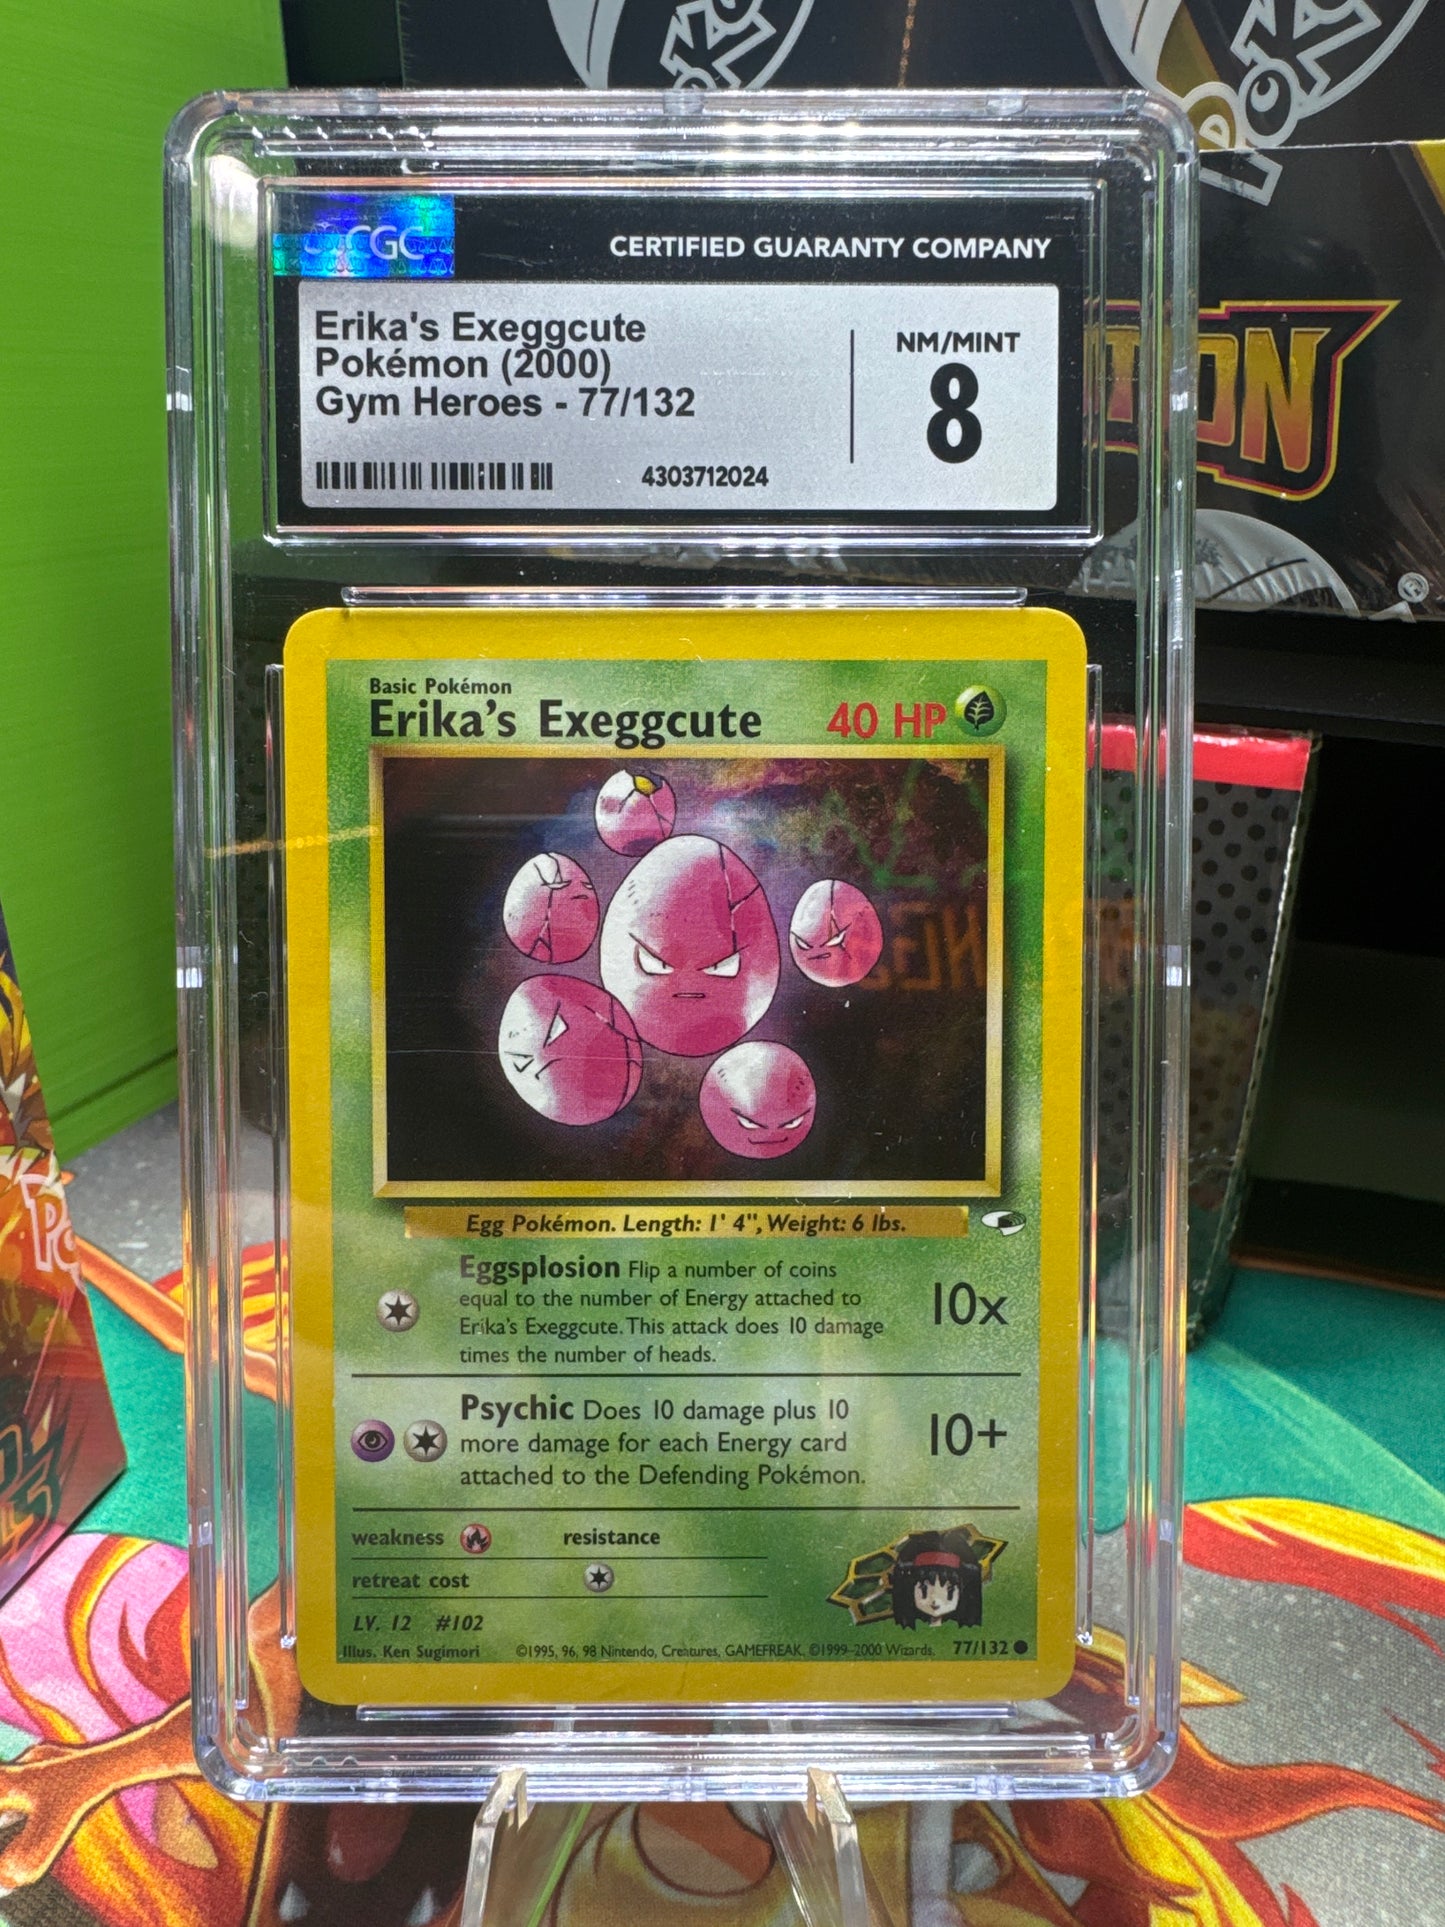 CGC
CERTIFIED GUARANTY COMPANY
Erika's Exeggcute
Pokémon (2000)
Gym Heroes - 77/132
NM/MINT
8
4303712024
Basic Pokémon
Erika's Exeggcute
40 HP
Egg Pokémon. Length: 1' 4", Weight: 6 lbs.
Eggsplosion Flip a number of coins
equal to the number of Energy attached to
Erika's Exeggcute. This attack does 10 damage
times the number of heads.
10x
Psychic Does 10 damage plus 10
more damage for each Energy card
attached to the Defending Pokémon.
10+
weakness
resistance
retreat cost
LV. 12 #102
Illus. Ken Sugimori
©1995, 96, 98 Nintendo, Creatures, GAMEFREAK. ©1999-2000 Wizards.
77/132